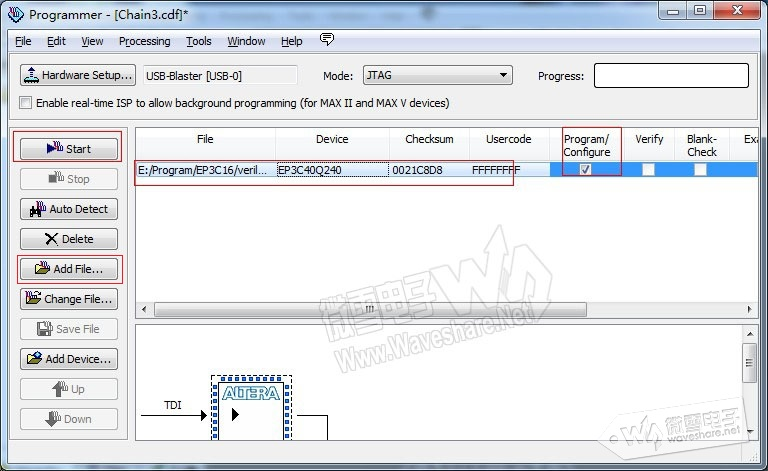 Programmer - [Chain3.cdf]*
File Edit View Processing Tools Window Help
Hardware Setup... USB-Blaster [USB-0] Mode: JTAG Progress:
Enable real-time ISP to allow background programming (for MAX II and MAX V devices)
Start
Stop
Auto Detect
Delete
Add File...
Change File...
Save File
Add Device...
Up
Down
File Device Checksum Usercode Program/ Verify Blank- Exa
Configure Check
E:/Program/EP3C16/veril... EP3C40Q240 0021C8D8 FFFFFFFF
微雪电子
Www.Waveshare.Net
TDI
ALTERA
微雪电子
waveshare.net